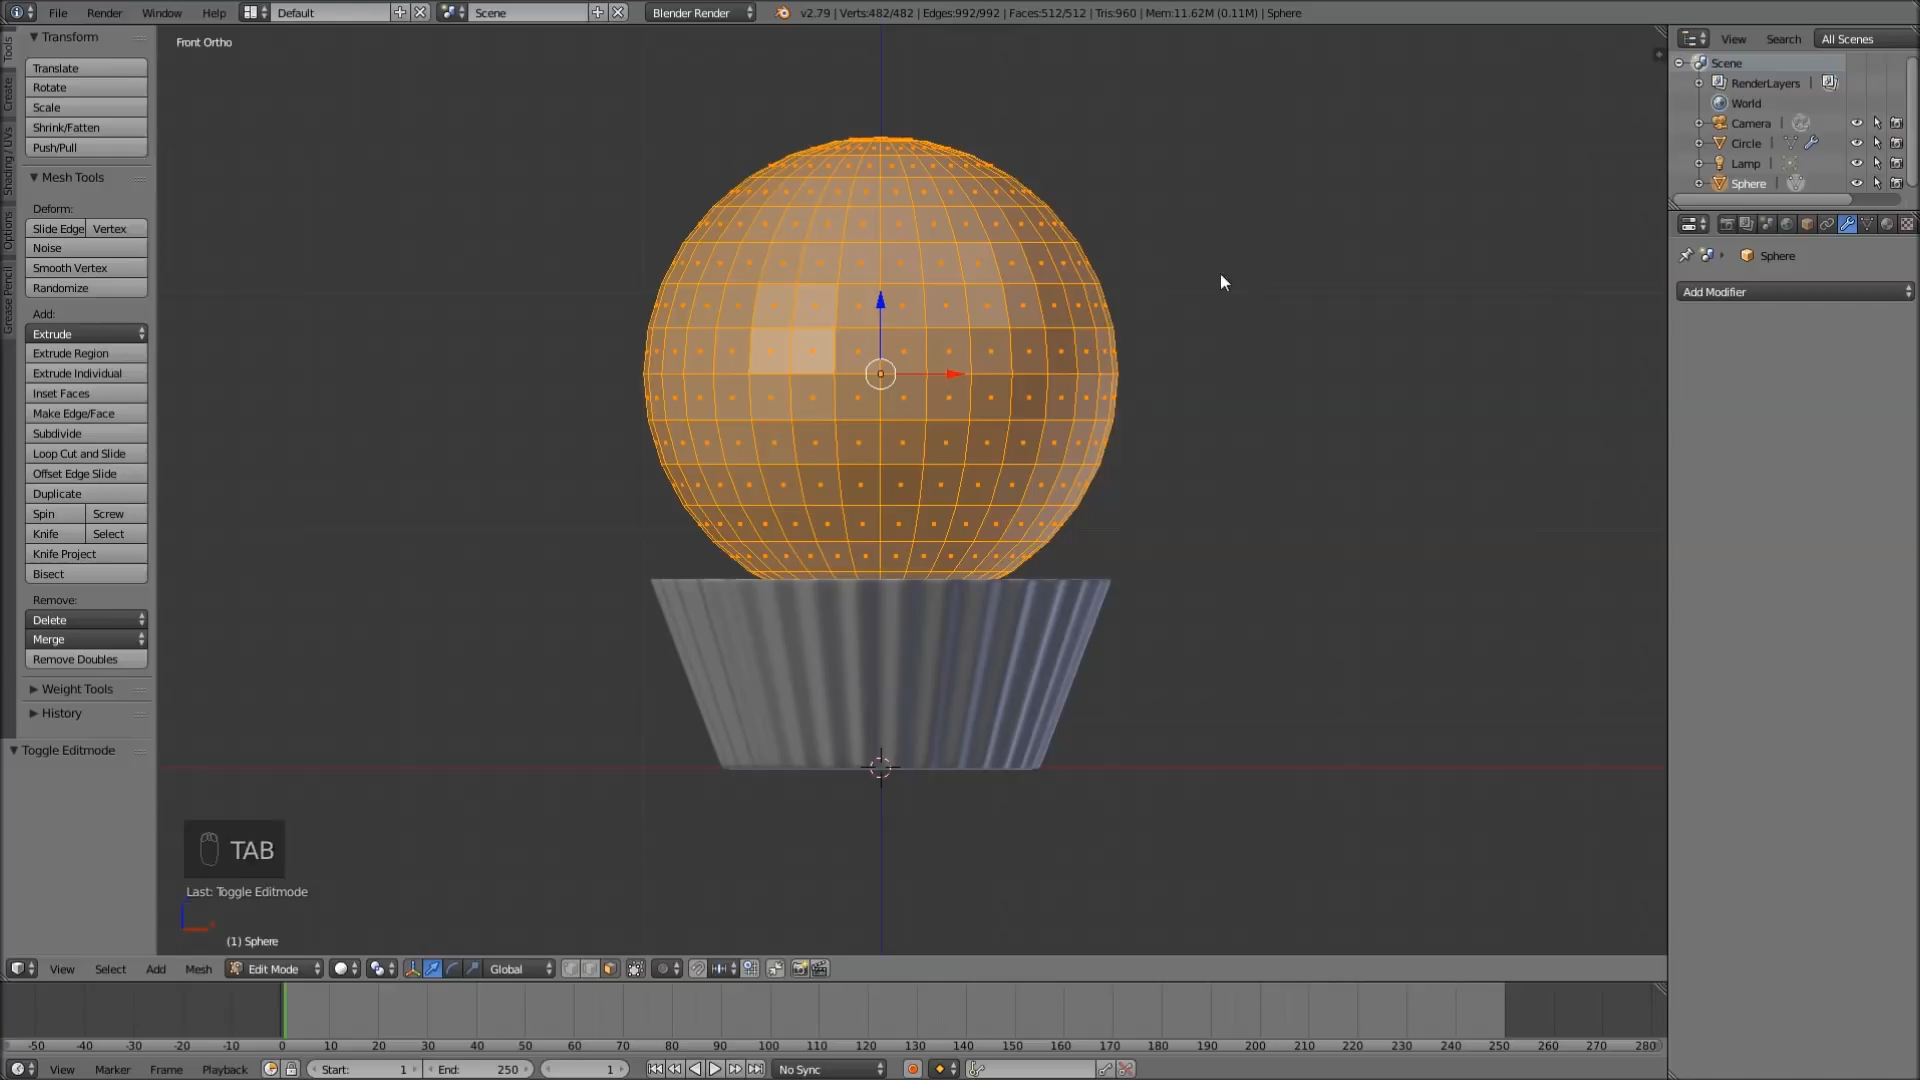 File Render Window Help Default Scene Blender Render v2.79 | Verts:482/482 | Edges:992/992 | Faces:512/512 | Tris:960 | Mem:11.62M (0.11M) | Sphere
Transform
Translate
Rotate
Scale
Shrink/Fatten
Push/Pull
Mesh Tools
Deform:
Slide Edge Vertex
Noise
Smooth Vertex
Randomize
Add:
Extrude
Extrude Region
Extrude Individual
Inset Faces
Make Edge/Face
Subdivide
Loop Cut and Slide
Offset Edge Slide
Duplicate
Spin Screw
Knife Select
Knife Project
Bisect
Remove:
Delete
Merge
Remove Doubles
Weight Tools
History
Toggle Editmode
Tools
Create
Shading / UVs
Options
Grease Pencil
Front Ortho
TAB
Last: Toggle Editmode
(1) Sphere
View Search All Scenes
Scene
RenderLayers |
World
Camera |
Circle |
Lamp |
Sphere |
Sphere
Add Modifier
View Select Add Mesh Edit Mode Global
-50 -40 -30 -20 -10 0 10 20 30 40 50 60 70 80 90 100 110 120 130 140 150 160 170 180 190 200 210 220 230 240 250 260 270 280
View Marker Frame Playback Start: 1 End: 250 1 No Sync